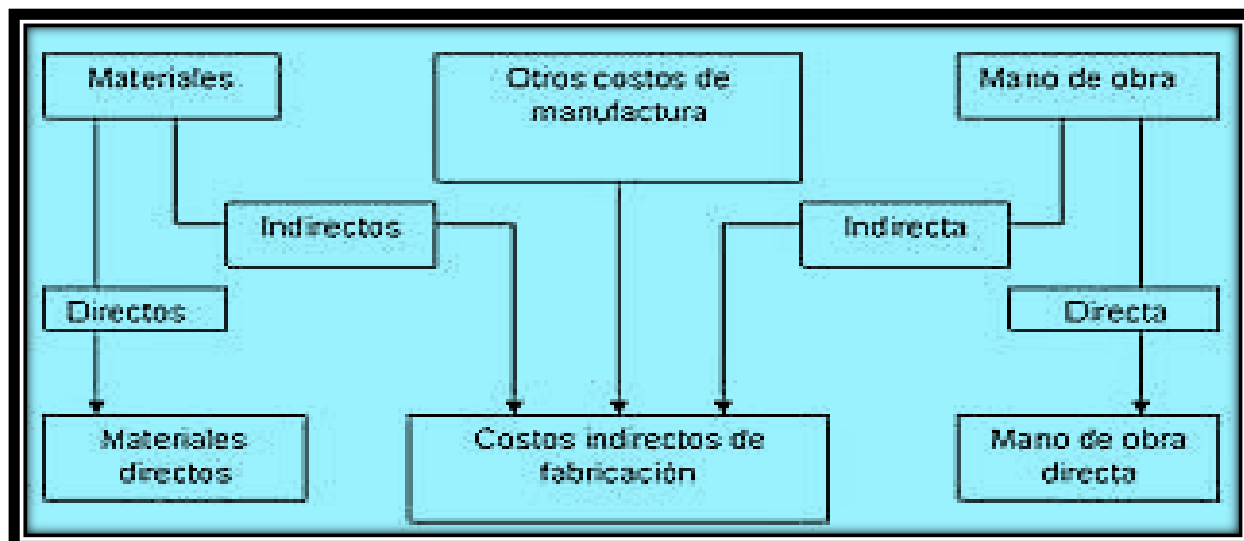 Materiales
Otros costos de
manufactura
Mano de obra
Indirectos
Indirecta
Directos
Directa
Materiales
directos
Costos indirectos de
fabricación
Mano de obra
directa